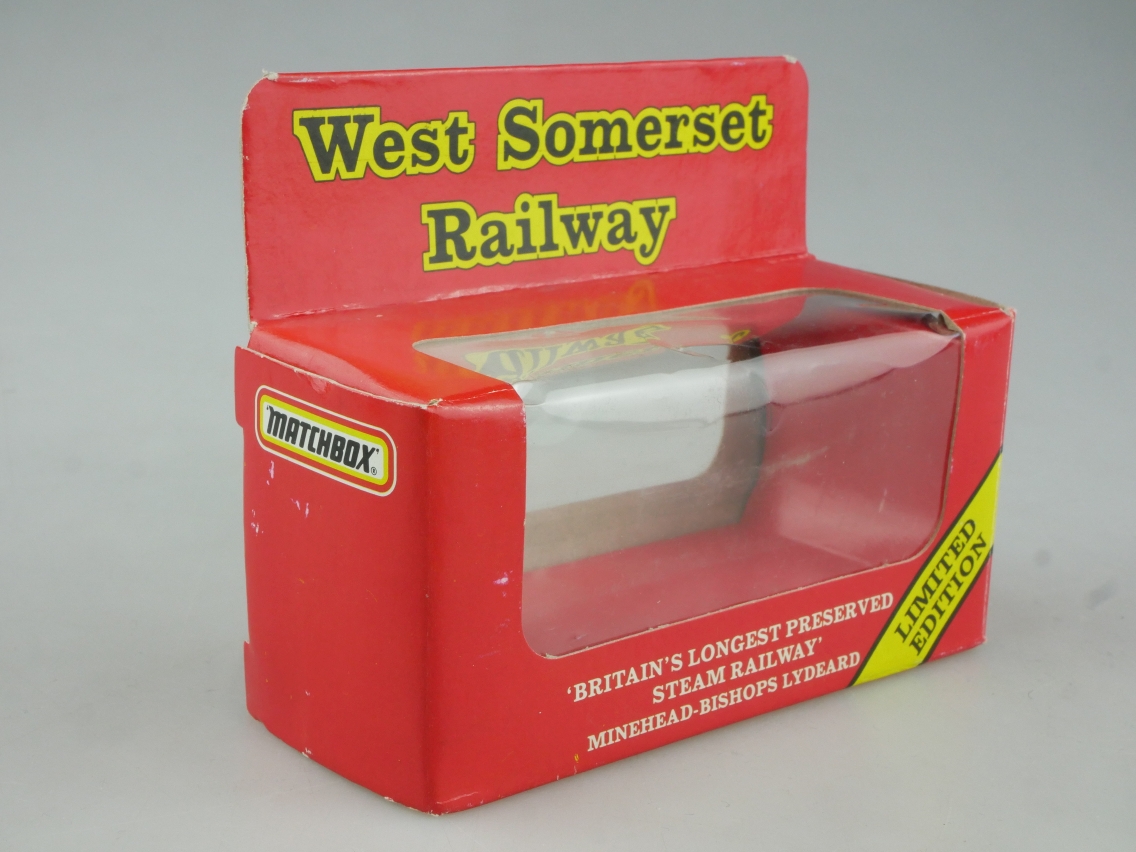 West Somerset
Railway
'MATCHBOX'®
'BRITAIN'S LONGEST PRESERVED
STEAM RAILWAY'
MINEHEAD-BISHOPS LYDEARD
LIMITED
EDITION